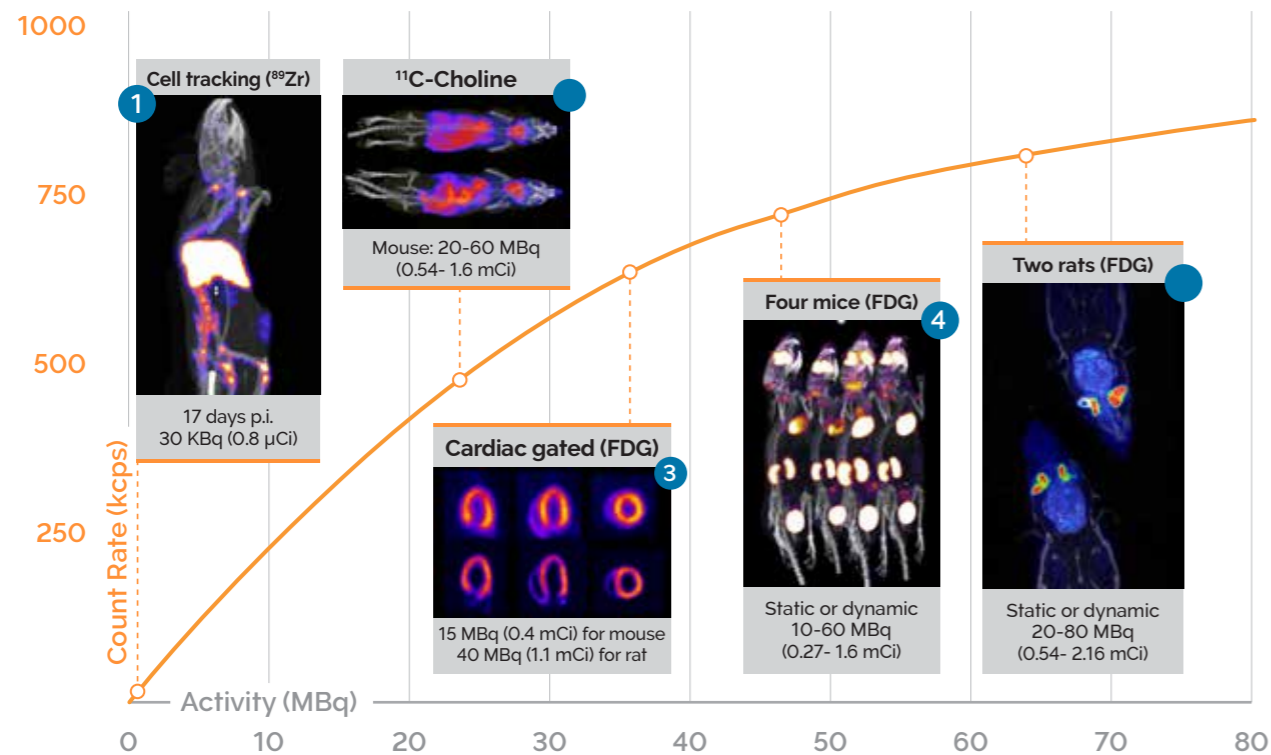 1000
750
500
250
Count Rate (kcps)
Cell tracking (⁸⁹Zr)
1
17 days p.i.
30 KBq (0.8 µCi)
¹¹C-Choline
Mouse: 20-60 MBq
(0.54- 1.6 mCi)
Cardiac gated (FDG)
3
15 MBq (0.4 mCi) for mouse
40 MBq (1.1 mCi) for rat
Four mice (FDG)
4
Static or dynamic
10-60 MBq
(0.27- 1.6 mCi)
Two rats (FDG)
Static or dynamic
20-80 MBq
(0.54- 2.16 mCi)
Activity (MBq)
0 10 20 30 40 50 60 70 80